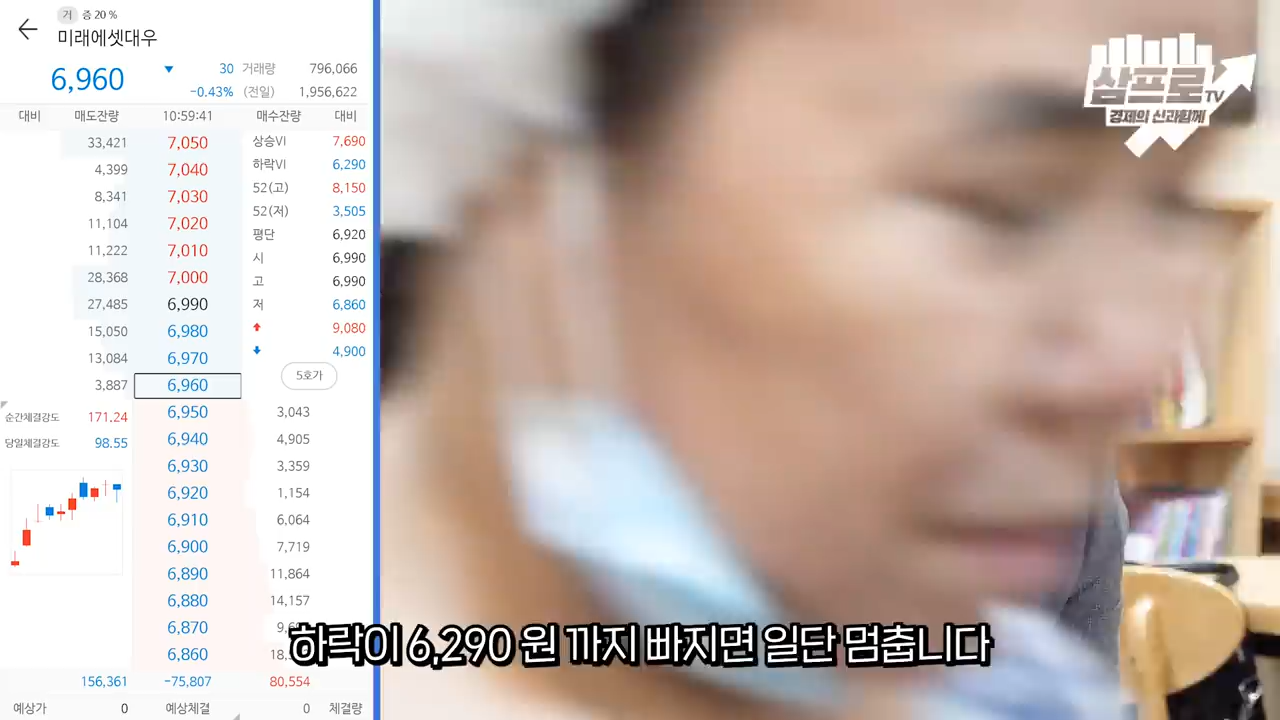 거 증 20 %
미래에셋대우
6,960 ▼ 30 거래량 796,066
-0.43% (전일) 1,956,622
대비 매도잔량 10:59:41 매수잔량 대비
33,421 7,050 상승VI 7,690
4,399 7,040 하락VI 6,290
8,341 7,030 52(고) 8,150
11,104 7,020 52(저) 3,505
11,222 7,010 평단 6,920
28,368 7,000 시 6,990
27,485 6,990 고 6,990
15,050 6,980 저 6,860
13,084 6,970 9,080
4,900
3,887 6,960 5호가
순간체결강도 171.24 6,950 3,043
당일체결강도 98.55 6,940 4,905
6,930 3,359
6,920 1,154
6,910 6,064
6,900 7,719
6,890 11,864
6,880 14,157
6,870
6,860
156,361 -75,807 80,554
예상가 0 예상체결 0 체결량
삼프로TV
경제의 신과함께
하락이 6,290 원 까지 빠지면 일단 멈춥니다